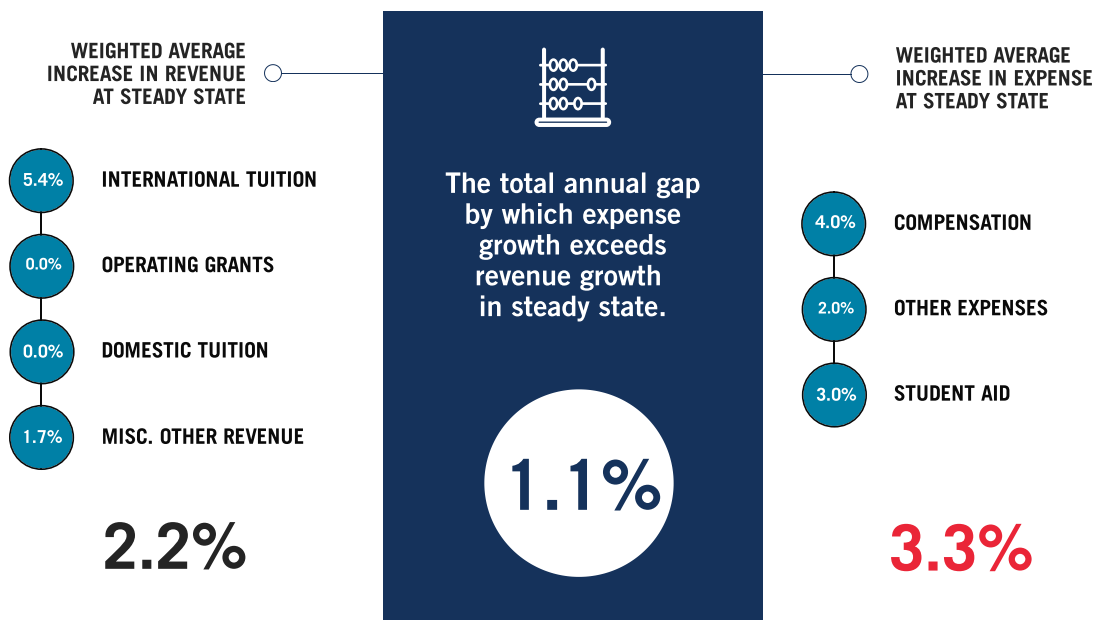 WEIGHTED AVERAGE
INCREASE IN REVENUE
AT STEADY STATE
5.4%
INTERNATIONAL TUITION
0.0%
OPERATING GRANTS
0.0%
DOMESTIC TUITION
1.7%
MISC. OTHER REVENUE
2.2%
The total annual gap
by which expense
growth exceeds
revenue growth
in steady state.
1.1%
WEIGHTED AVERAGE
INCREASE IN EXPENSE
AT STEADY STATE
4.0%
COMPENSATION
2.0%
OTHER EXPENSES
3.0%
STUDENT AID
3.3%